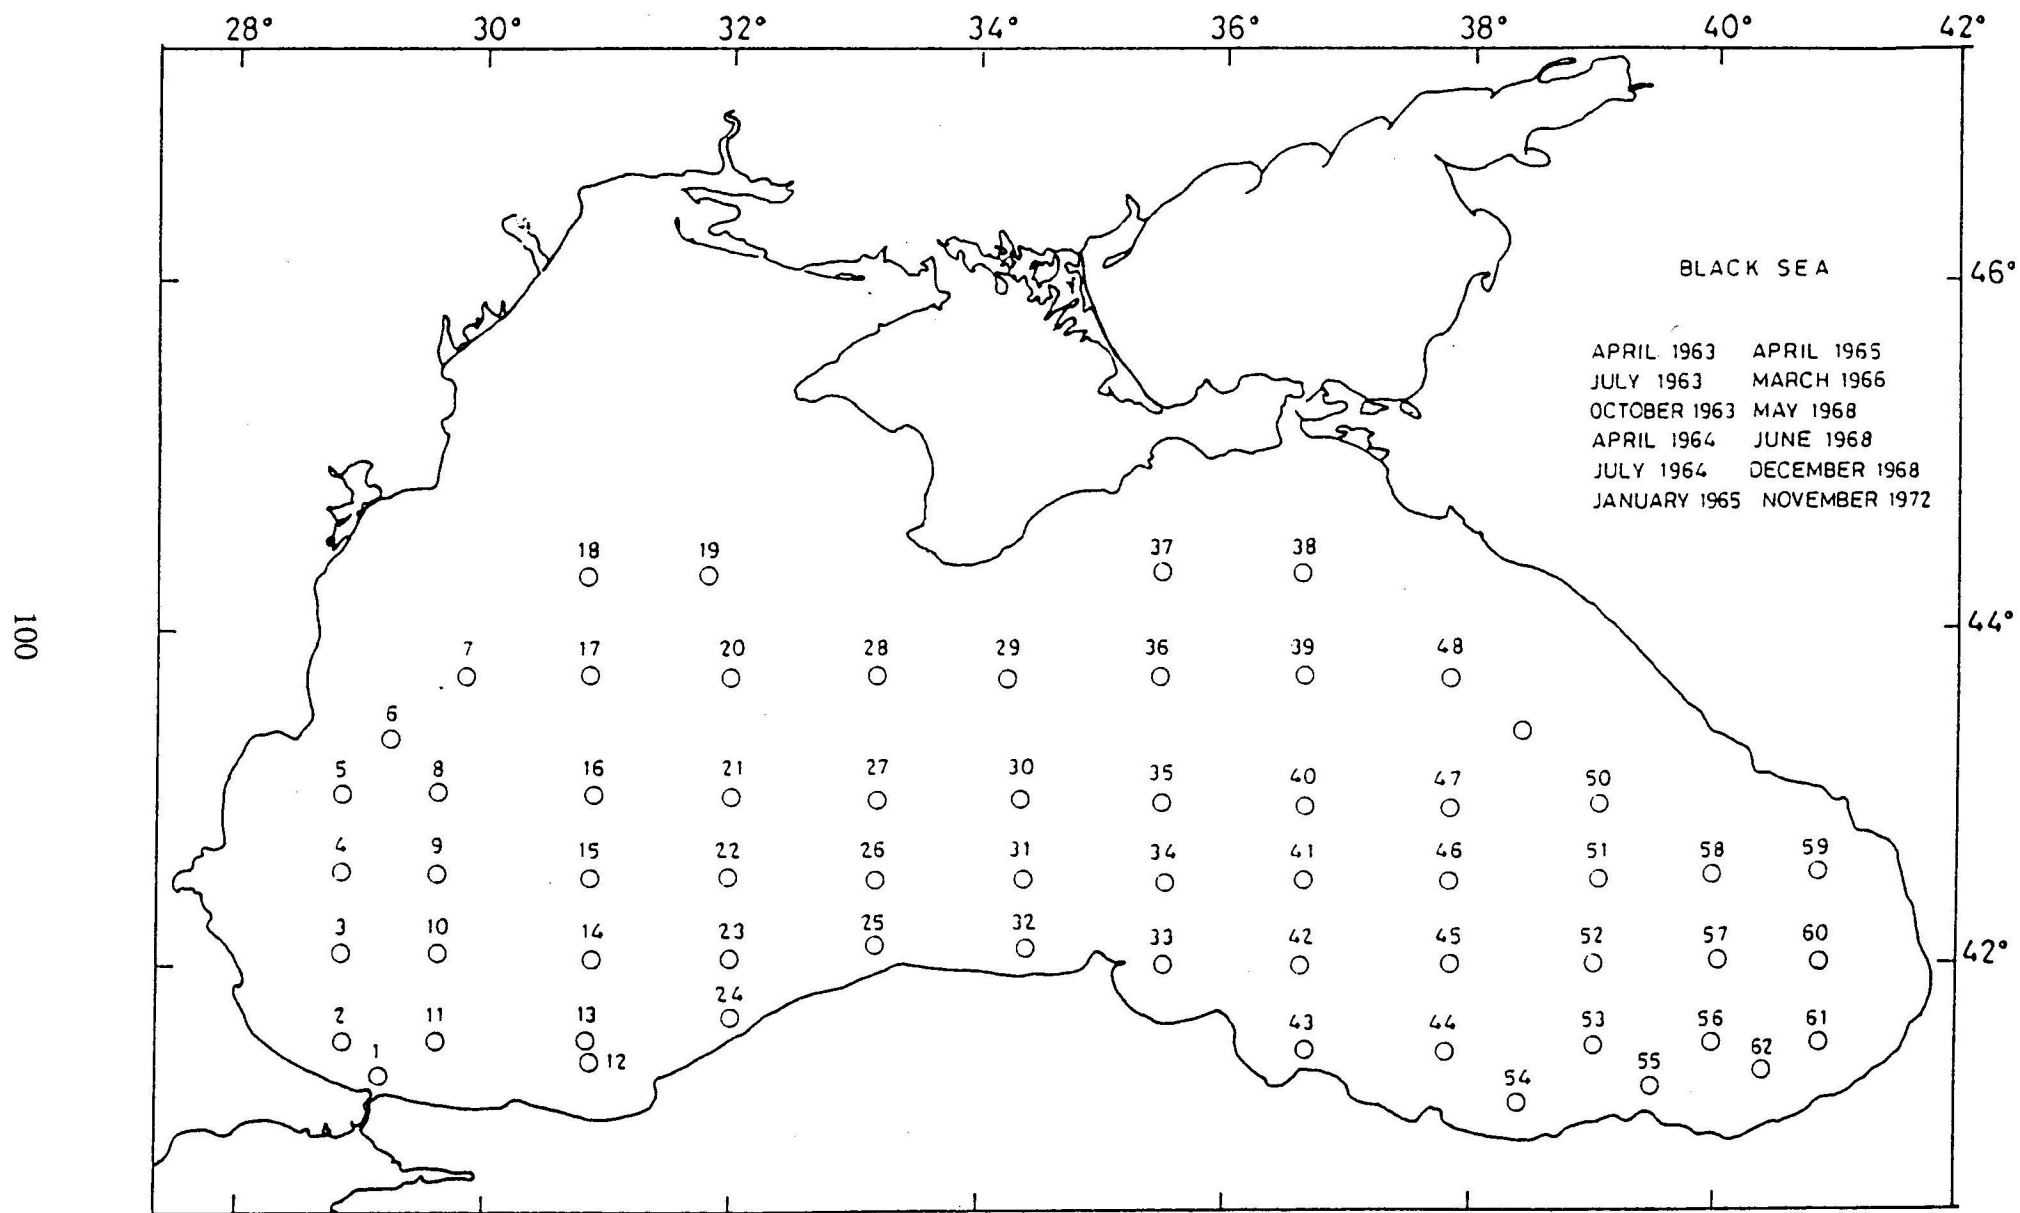 28° 30° 32° 34° 36° 38° 40° 42°
BLACK SEA
46°
APRIL 1963 APRIL 1965
JULY 1963 MARCH 1966
OCTOBER 1963 MAY 1968
APRIL 1964 JUNE 1968
JULY 1964 DECEMBER 1968
JANUARY 1965 NOVEMBER 1972
18 19 37 38
44°
100
7 17 20 28 29 36 39 48
6
5 8 16 21 27 30 35 40 47 50
4 9 15 22 26 31 34 41 46 51 58 59
3 10 14 23 25 32 33 42 45 52 57 60
42°
24
2 11 13 43 44 53 56 61
1 12 54 55 62